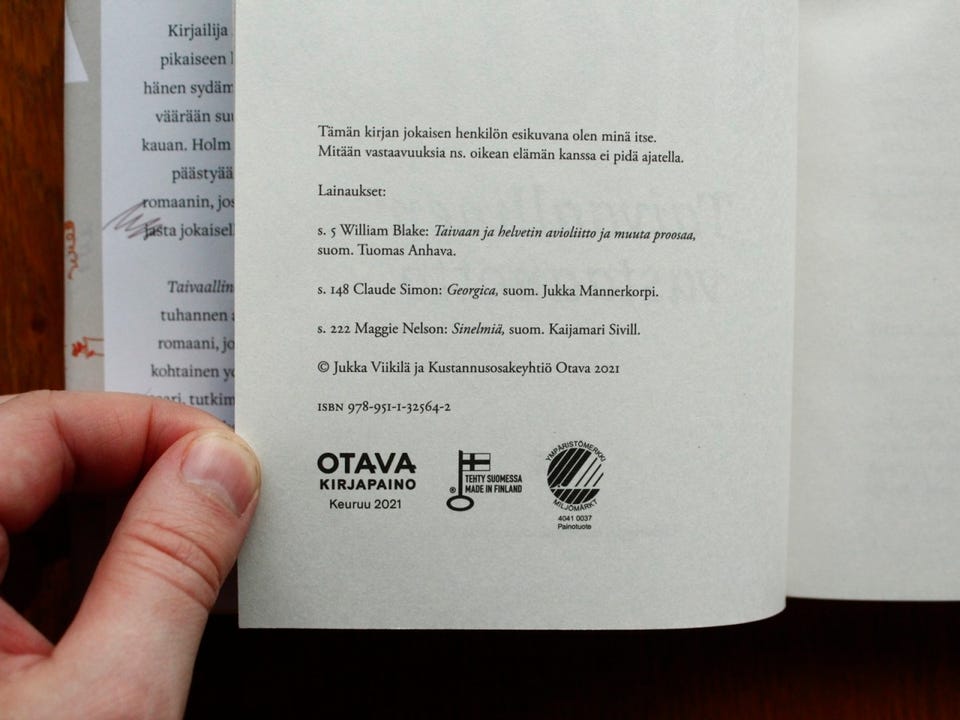 Kirjailija
pikaiseen
hänen sydäm
väärään su
kauan. Holm
päästyää
romaanin, jos
jasta jokaisel
Taivaallin
tuhannen
romaani, jo
kohtainen
tutkim
Tämän kirjan jokaisen henkilön esikuvana olen minä itse.
Mitään vastaavuuksia ns. oikean elämän kanssa ei pidä ajatella.
Lainaukset:
s. 5 William Blake: Taivaan ja helvetin avioliitto ja muuta proosaa,
suom. Tuomas Anhava.
s. 148 Claude Simon: Georgica, suom. Jukka Mannerkorpi.
s. 222 Maggie Nelson: Sinelmiä, suom. Kaijamari Sivill.
© Jukka Viikilä ja Kustannusosakeyhtiö Otava 2021
ISBN 978-951-1-32564-2
OTAVA
KIRJAPAINO
Keuruu 2021
® TEHTY SUOMESSA
MADE IN FINLAND
YMPÄRISTÖMERKKI
MILJÖMÄRKT
4041 0037
Painotuote